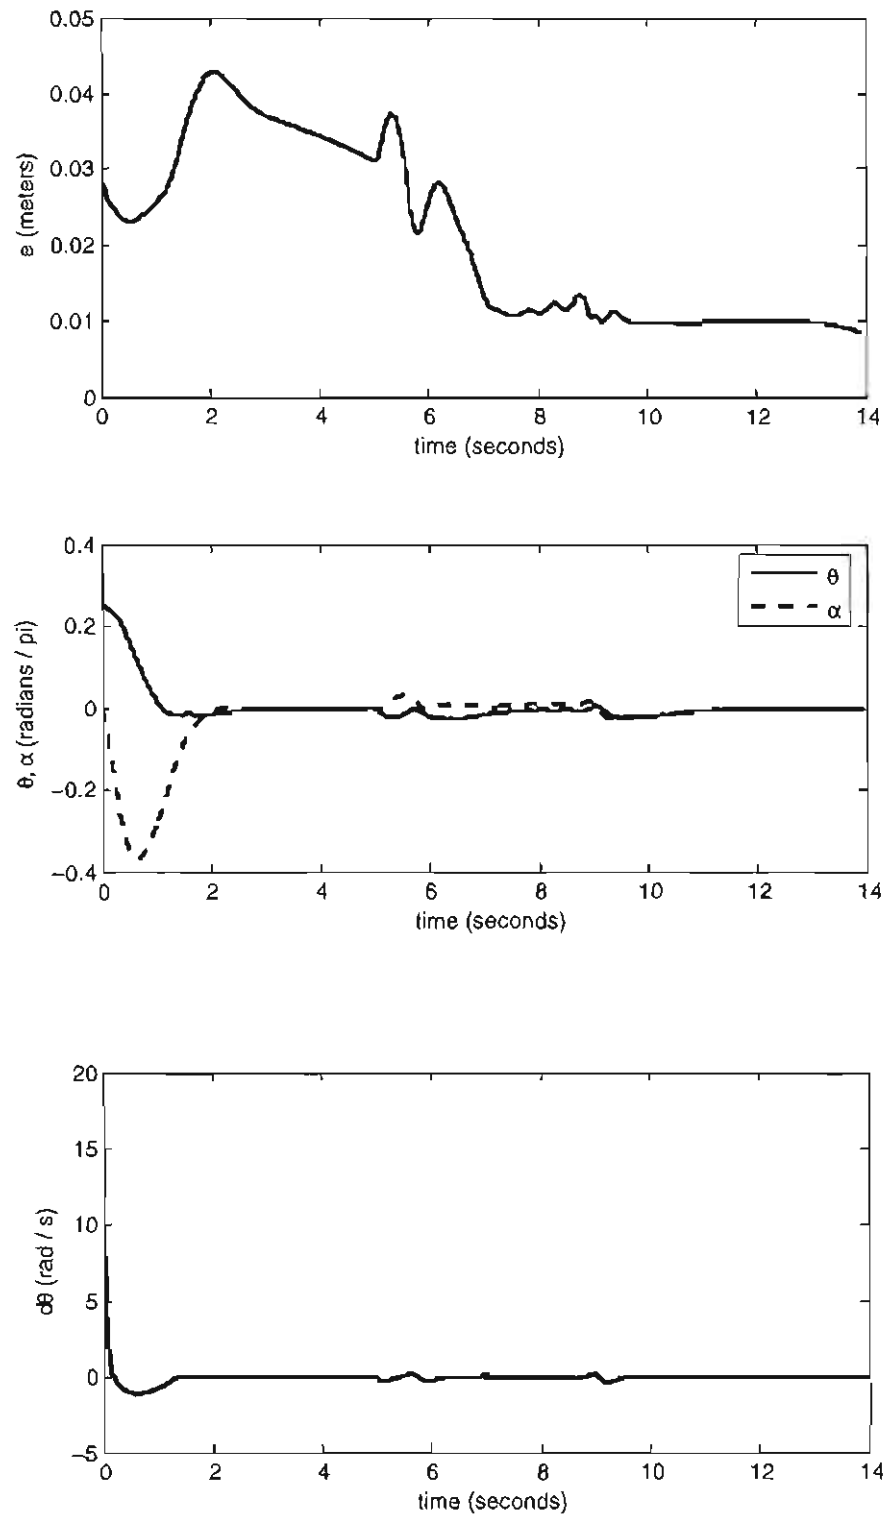 0.05
0.04
0.03
0.02
0.01
0
e (meters)
0 2 4 6 8 10 12 14
time (seconds)
0.4
0.2
0
−0.2
−0.4
θ, α (radians / pi)
θ
α
0 2 4 6 8 10 12 14
time (seconds)
20
15
10
5
0
−5
dθ (rad / s)
0 2 4 6 8 10 12 14
time (seconds)